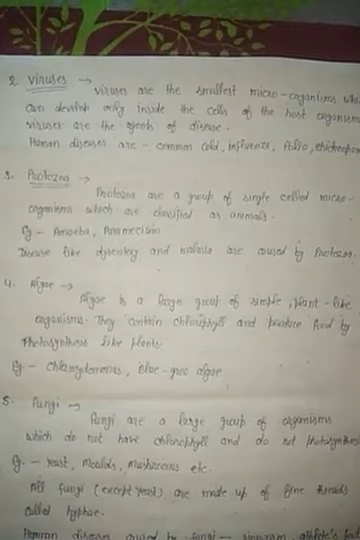 2. Viruses →
Viruses are the smallest micro-organisms
can develop only inside the cells of the host organism
viruses are the agents of disease.
Human diseases are - common cold, influenza, Polio,
3. Protozoa →
Protozoa are a group of single celled micro-
organisms which are classified as animals.
Eg - Amoeba, Paramecium
Disease like dysentery and malaria are caused by Protozoa.
4. Algae →
Algae is a large group of simple, plant-like
organisms. They contain chlorophyll and produce food by
Photosynthesis like plants.
Eg. - Chlamydomonas, blue-green algae
5. Fungi →
Fungi are a large group of organisms
which do not have chlorophyll and do not
Eg. - Yeast, Moulds, Mushrooms etc.
All fungi (except yeast) are made up of fine threads
called hyphae.
Human disease caused by fungi - ringworm, athlete's